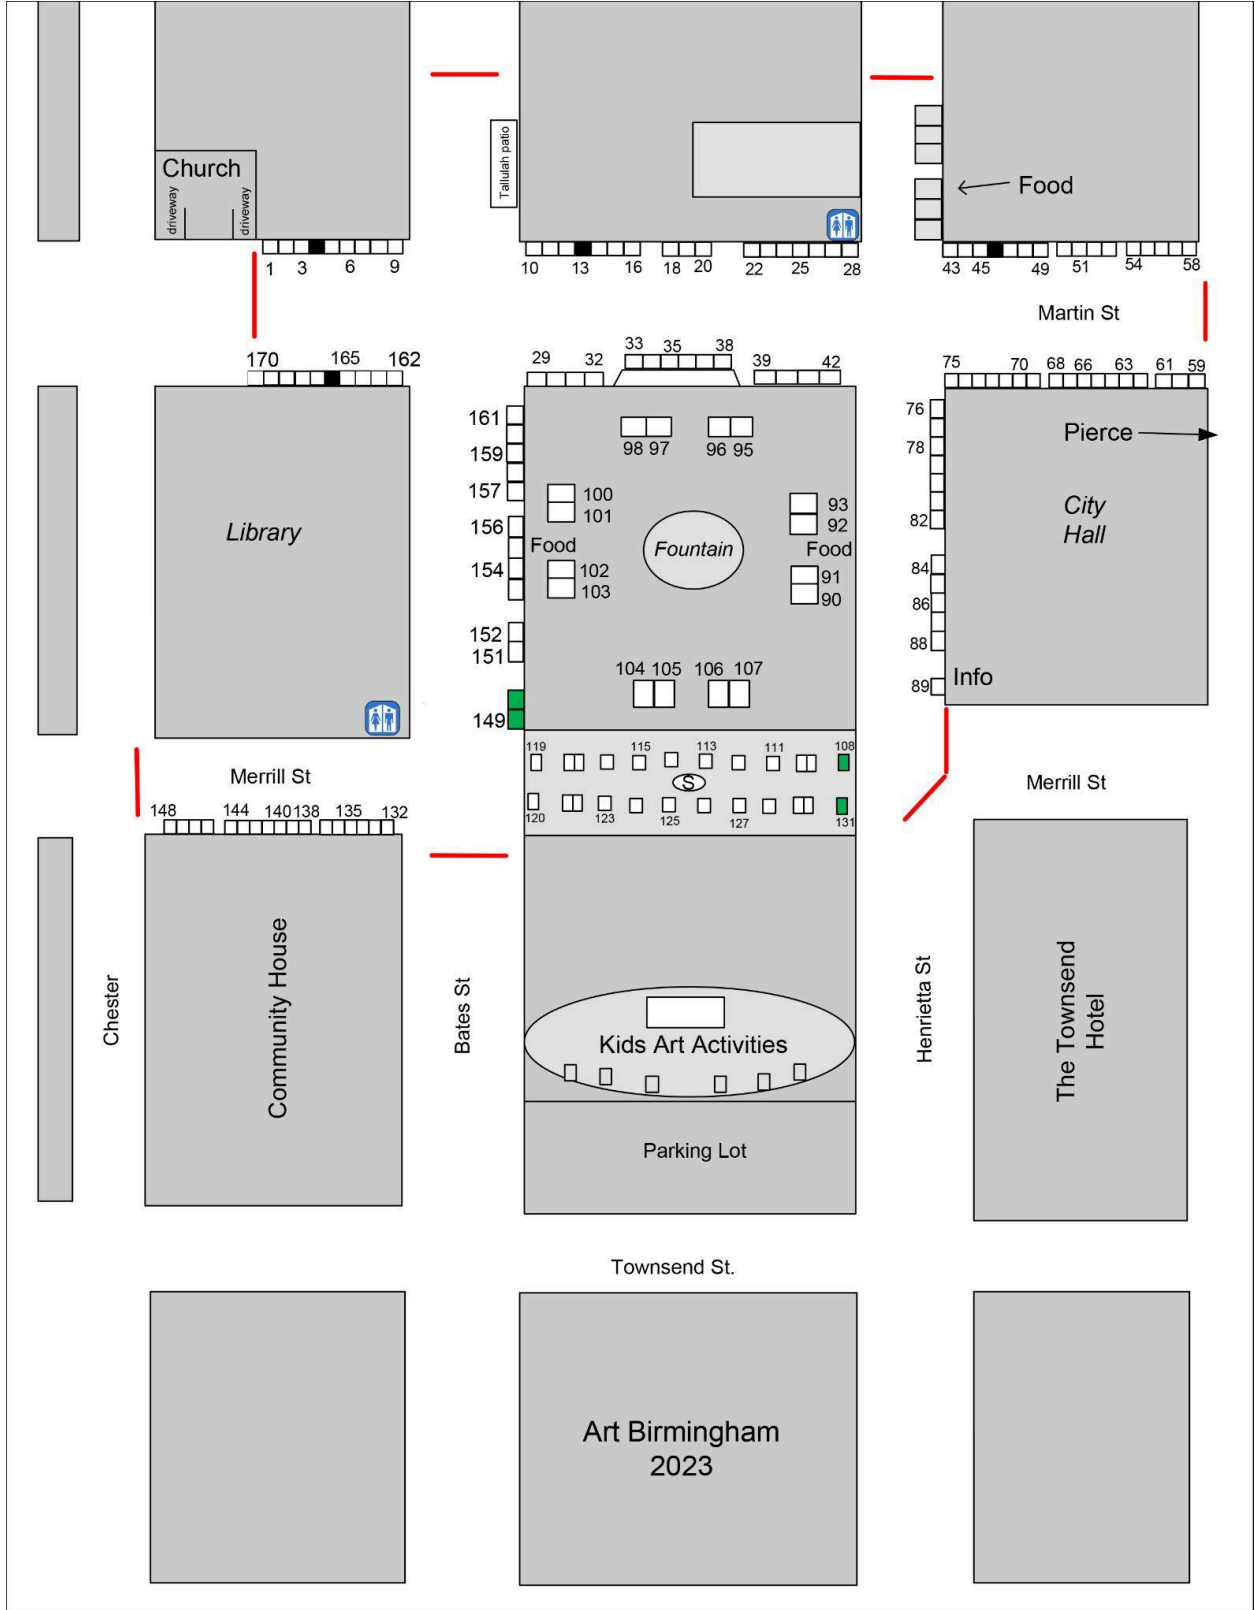 Tallulah patio
Church
driveway
driveway
Food
1 3 6 9
10 13 16 18 20 22 25 28
43 45 49 51 54 58
Martin St
170 165 162
29 32 33 35 38 39 42
75 70 68 66 63 61 59
161
159
157
156
154
152
151
149
98 97 96 95
100
101
Food
102
103
Fountain
93
92
Food
91
90
104 105 106 107
76
78
82
84
86
88
89
Pierce
City
Hall
Info
Library
119 115 113 111 108
S
120 123 125 127 131
Merrill St
Merrill St
148 144 140 138 135 132
Chester
Community House
Bates St
Kids Art Activities
Parking Lot
Henrietta St
The Townsend
Hotel
Townsend St.
Art Birmingham
2023